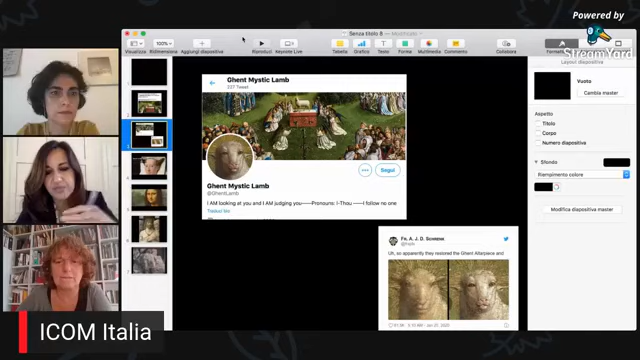 Powered by
StreamYard
Senza titolo 8 — Modificato
Visualizza
100%
Ridimensiona
Aggiungi diapositiva
Riproduci
Keynote Live
Tabella
Grafico
Testo
Forma
Multimedia
Commento
Collabora
Layout diapositiva
Vuoto
Cambia master
Aspetto
Titolo
Corpo
Numero diapositiva
Sfondo
Riempimento colore
Modifica diapositiva master
Ghent Mystic Lamb
227 Tweet
Segui
Ghent Mystic Lamb
@GhentLamb
I AM looking at you and I AM judging you——Pronouns: I-Thou — I follow no one
Uh, so apparently they restored the Ghent Altarpiece and
ICOM Italia